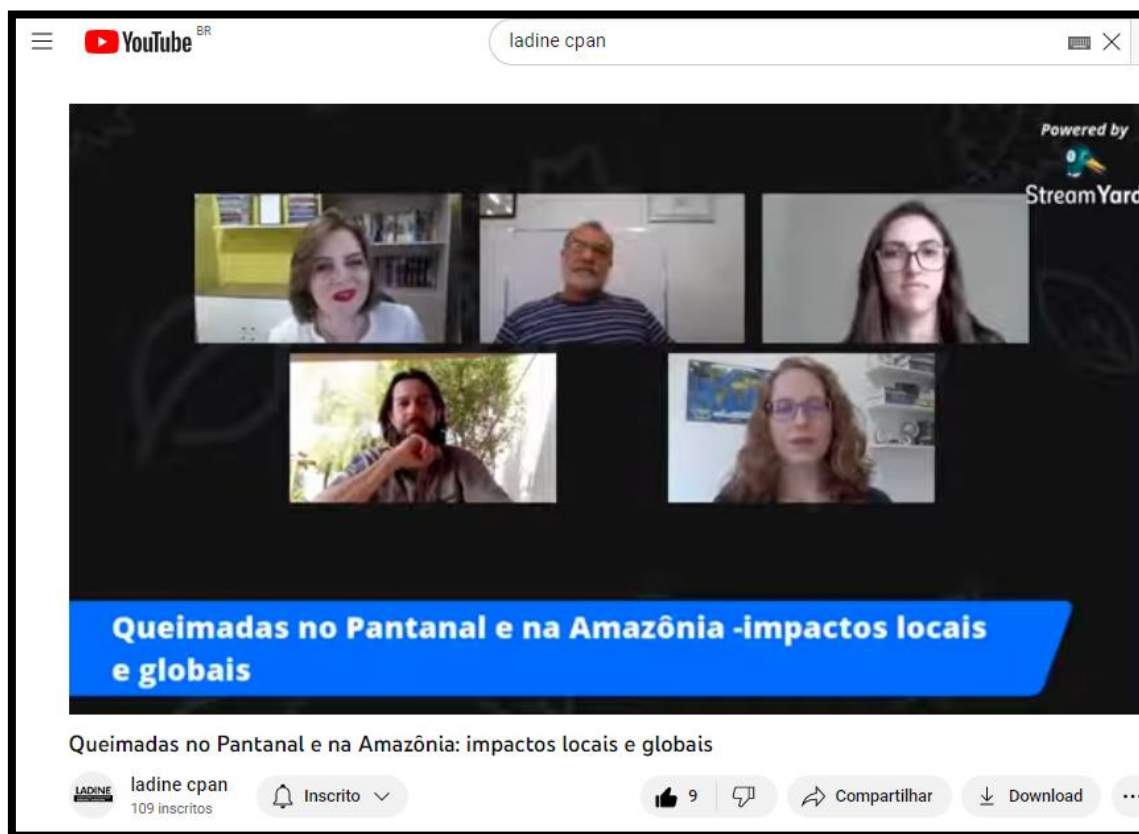 YouTube BR
ladine cpan
Powered by
StreamYard
Queimadas no Pantanal e na Amazônia -impactos locais
e globais
Queimadas no Pantanal e na Amazônia: impactos locais e globais
LADINE
ladine cpan
109 inscritos
Inscrito
9
Compartilhar
Download